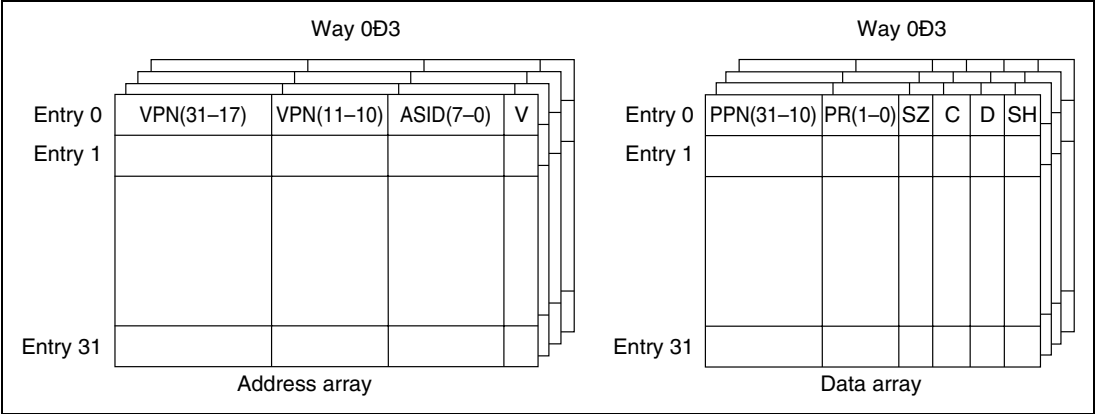 Way 0Ð3 Way 0Ð3
Entry 0 VPN(31–17) VPN(11–10) ASID(7–0) V Entry 0 PPN(31–10) PR(1–0) SZ C D SH
Entry 1 Entry 1
Entry 31 Entry 31
Address array Data array